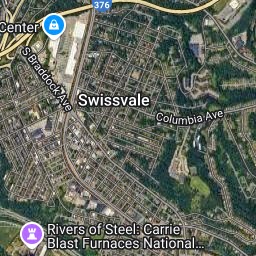 376
Center
S Braddock Ave
Swissvale
Columbia Ave
Rivers of Steel: Carrie
Blast Furnaces National...